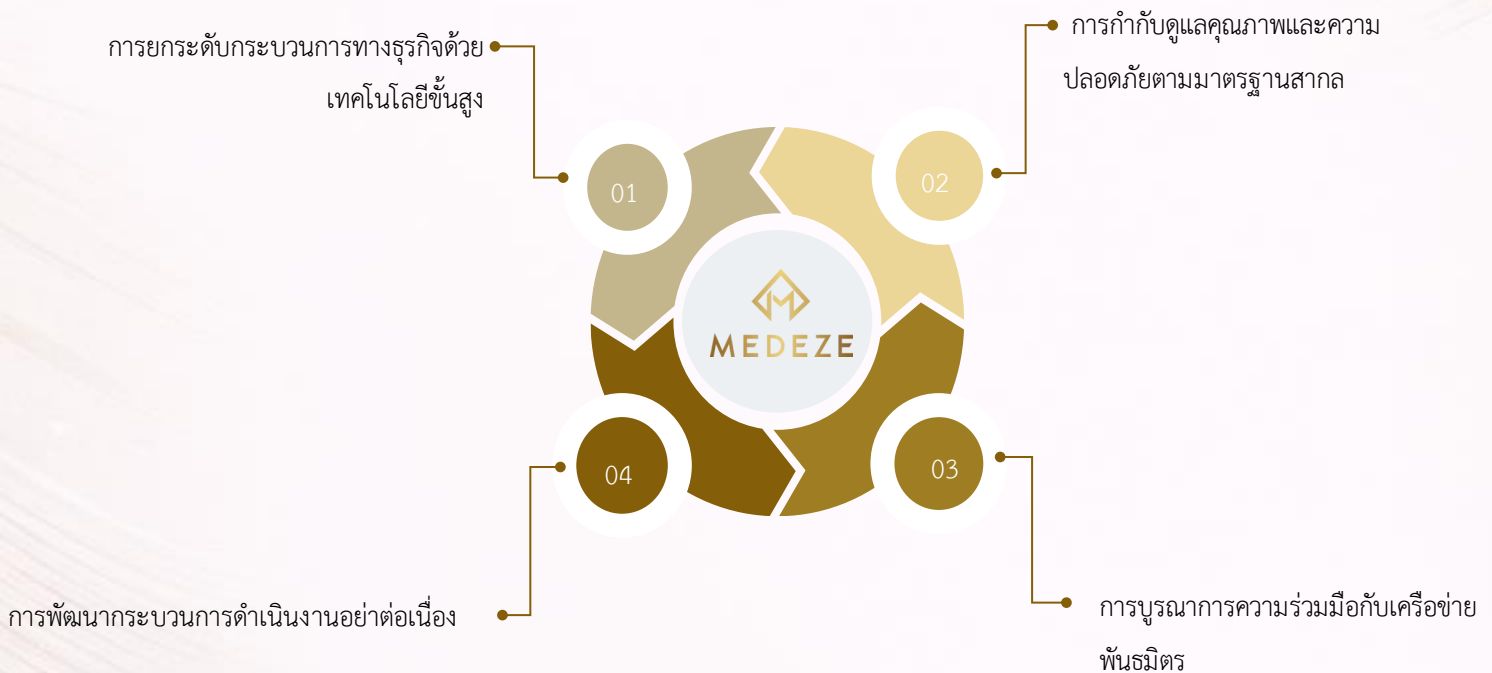 การยกระดับกระบวนการทางธุรกิจด้วย
เทคโนโลยีขั้นสูง
การกำกับดูแลคุณภาพและความ
ปลอดภัยตามมาตรฐานสากล
01
02
MEDEZE
04
03
การพัฒนากระบวนการดำเนินงานอย่าต่อเนื่อง
การบูรณาการความร่วมมือกับเครือข่าย
พันธมิตร